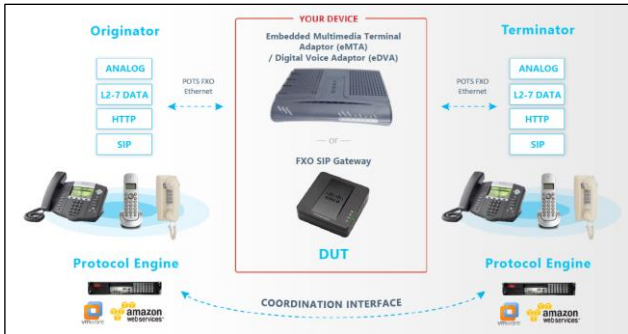 YOUR DEVICE
Originator
Embedded Multimedia Terminal
Adaptor (eMTA)
/ Digital Voice Adaptor (eDVA)
Terminator
ANALOG
L2-7 DATA
HTTP
SIP
POTS FXO
Ethernet
POTS FXO
Ethernet
ANALOG
L2-7 DATA
HTTP
SIP
or
FXO SIP Gateway
DUT
Protocol Engine
Protocol Engine
COORDINATION INTERFACE
vmware
amazon
web services
vmware
amazon
web services